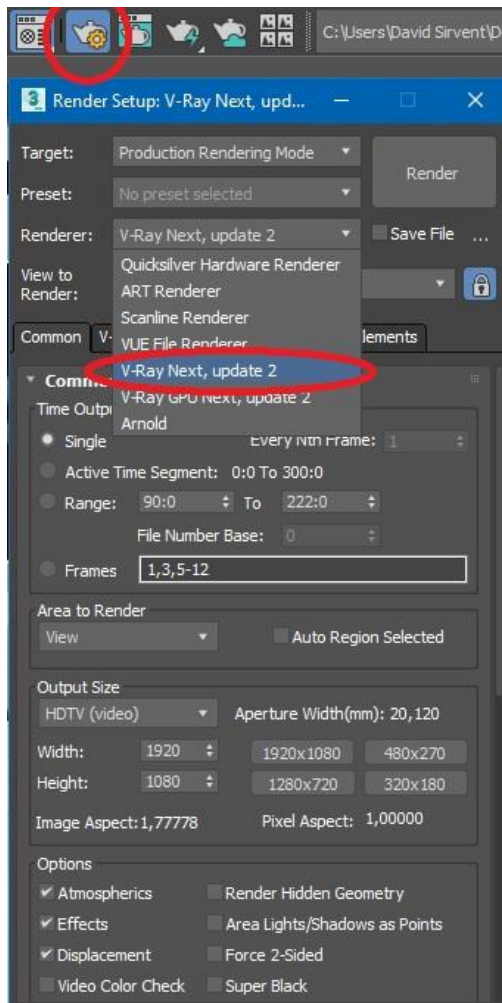 C:\Users\David Sirvent\D
3 Render Setup: V-Ray Next, upd...
Target: Production Rendering Mode
Render
Preset: No preset selected
Renderer: V-Ray Next, update 2 Save File ...
View to
Render:
Quicksilver Hardware Renderer
ART Renderer
Scanline Renderer
VUE File Renderer
V-Ray Next, update 2
V-Ray GPU Next, update 2
Arnold
Common
Time
Single Every Nth Frame: 1
Active Time Segment: 0:0 To 300:0
Range: 90:0 To 222:0
File Number Base: 0
Frames 1,3,5-12
Area to Render
View Auto Region Selected
Output Size
HDTV (video) Aperture Width(mm): 20,120
Width: 1920 1920x1080 480x270
Height: 1080 1280x720 320x180
Image Aspect:1,77778 Pixel Aspect: 1,00000
Options
Atmospherics Render Hidden Geometry
Effects Area Lights/Shadows as Points
Displacement Force 2-Sided
Video Color Check Super Black